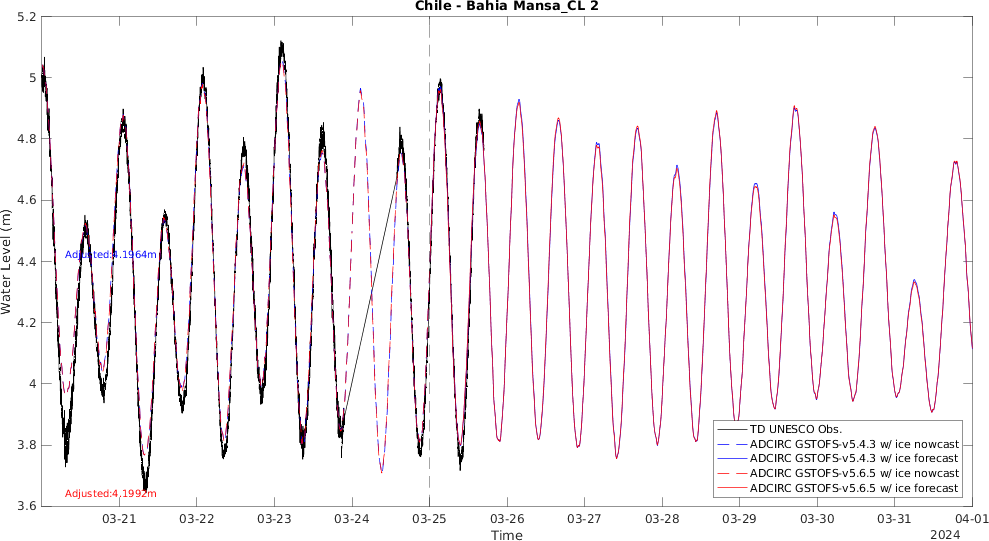 Chile - Bahia Mansa_CL 2
5.2
5
4.8
4.6
4.4
4.2
4
3.8
3.6
Water Level (m)
Adjusted:4.1964m
Adjusted:4.1992m
TD UNESCO Obs.
ADCIRC GSTOFS-v5.4.3 w/ ice nowcast
ADCIRC GSTOFS-v5.4.3 w/ ice forecast
ADCIRC GSTOFS-v5.6.5 w/ ice nowcast
ADCIRC GSTOFS-v5.6.5 w/ ice forecast
03-21 03-22 03-23 03-24 03-25 03-26 03-27 03-28 03-29 03-30 03-31 04-01
Time
2024